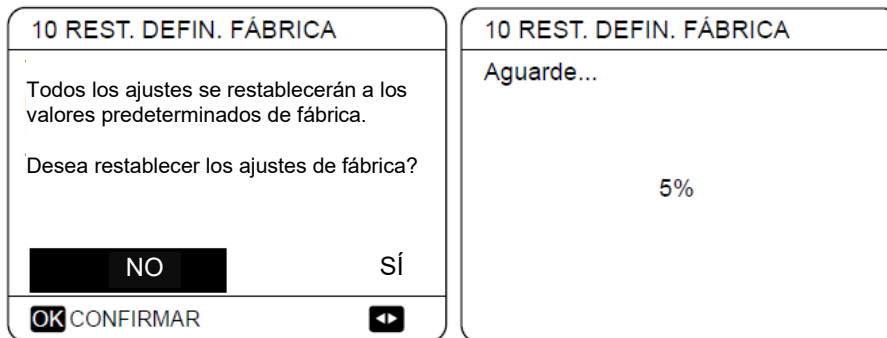 10 REST. DEFIN. FÁBRICA
Todos los ajustes se restablecerán a los
valores predeterminados de fábrica.
Desea restablecer los ajustes de fábrica?
NO SÍ
OK CONFIRMAR
10 REST. DEFIN. FÁBRICA
Aguarde...
5%